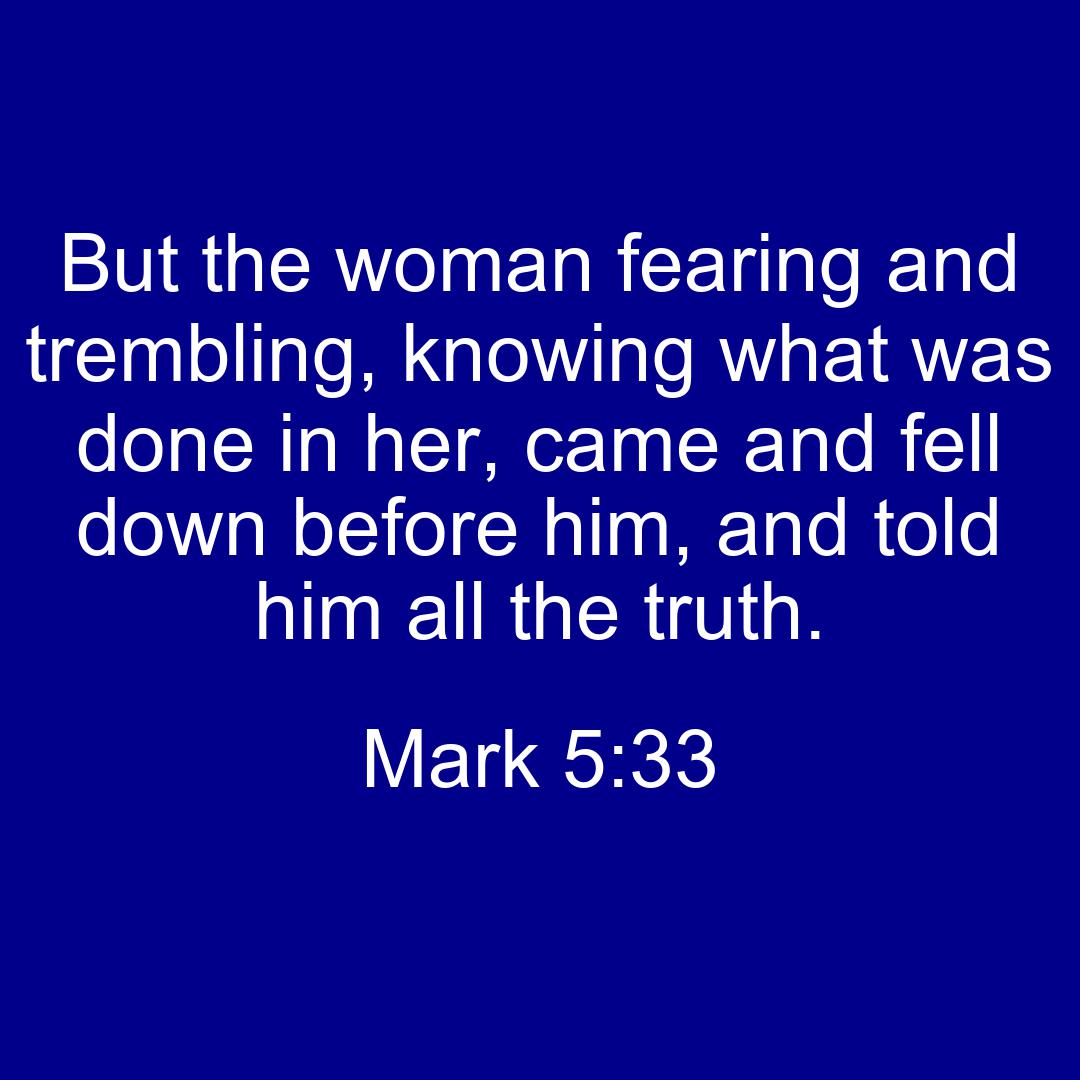 But the woman fearing and
trembling, knowing what was
done in her, came and fell
down before him, and told
him all the truth.
Mark 5:33